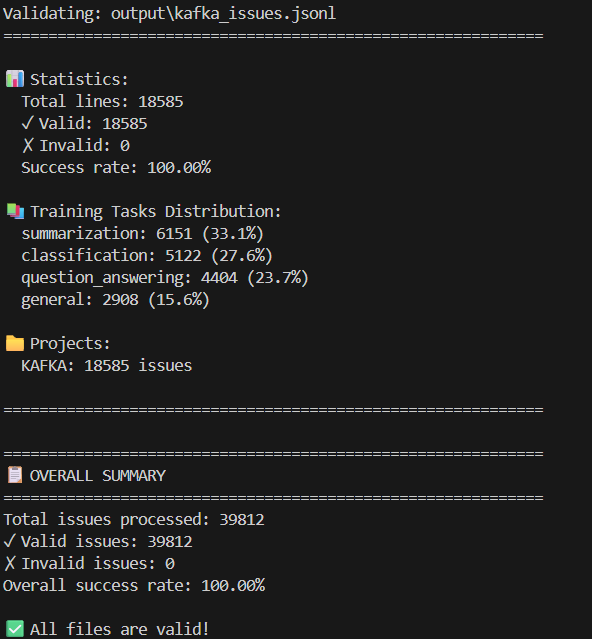 Validating: output\kafka_issues.jsonl
============================================================
📊 Statistics:
Total lines: 18585
✓ Valid: 18585
✗ Invalid: 0
Success rate: 100.00%
📚 Training Tasks Distribution:
summarization: 6151 (33.1%)
classification: 5122 (27.6%)
question_answering: 4404 (23.7%)
general: 2908 (15.6%)
📁 Projects:
KAFKA: 18585 issues
============================================================
============================================================
📋 OVERALL SUMMARY
============================================================
Total issues processed: 39812
✓ Valid issues: 39812
✗ Invalid issues: 0
Overall success rate: 100.00%
✅ All files are valid!